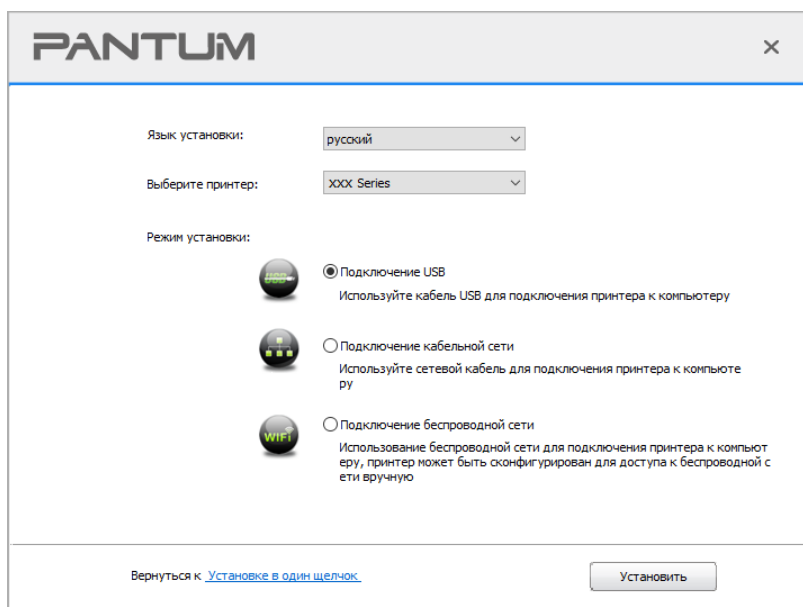 PANTUM
Язык установки:
русский
Выберите принтер:
XXX Series
Режим установки:
USB
Подключение USB
Используйте кабель USB для подключения принтера к компьютеру
Подключение кабельной сети
Используйте сетевой кабель для подключения принтера к компьюте
ру
WiFi
Подключение беспроводной сети
Использование беспроводной сети для подключения принтера к компьют
еру, принтер может быть сконфигурирован для доступа к беспроводной с
ети вручную
Вернуться к Установке в один щелчок
Установить